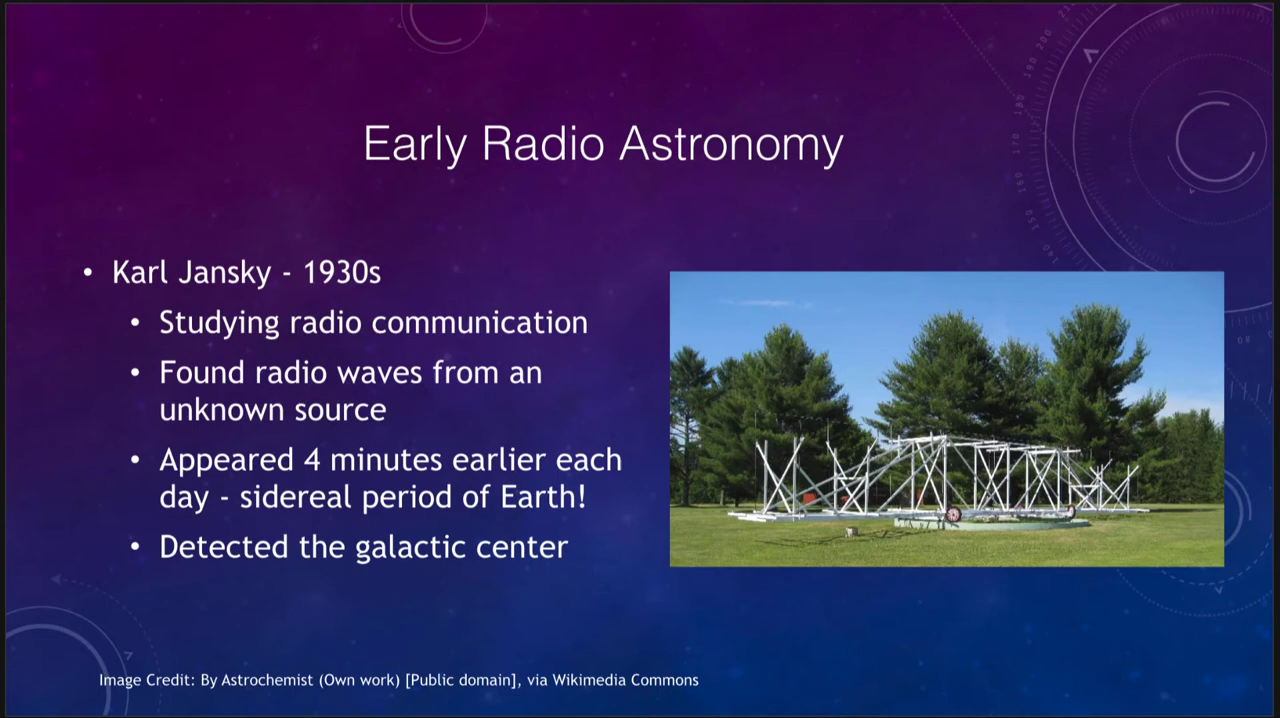 Early Radio Astronomy
• Karl Jansky - 1930s
• Studying radio communication
• Found radio waves from an
unknown source
• Appeared 4 minutes earlier each
day - sidereal period of Earth!
• Detected the galactic center
Image Credit: By Astrochemist (Own work) [Public domain], via Wikimedia Commons